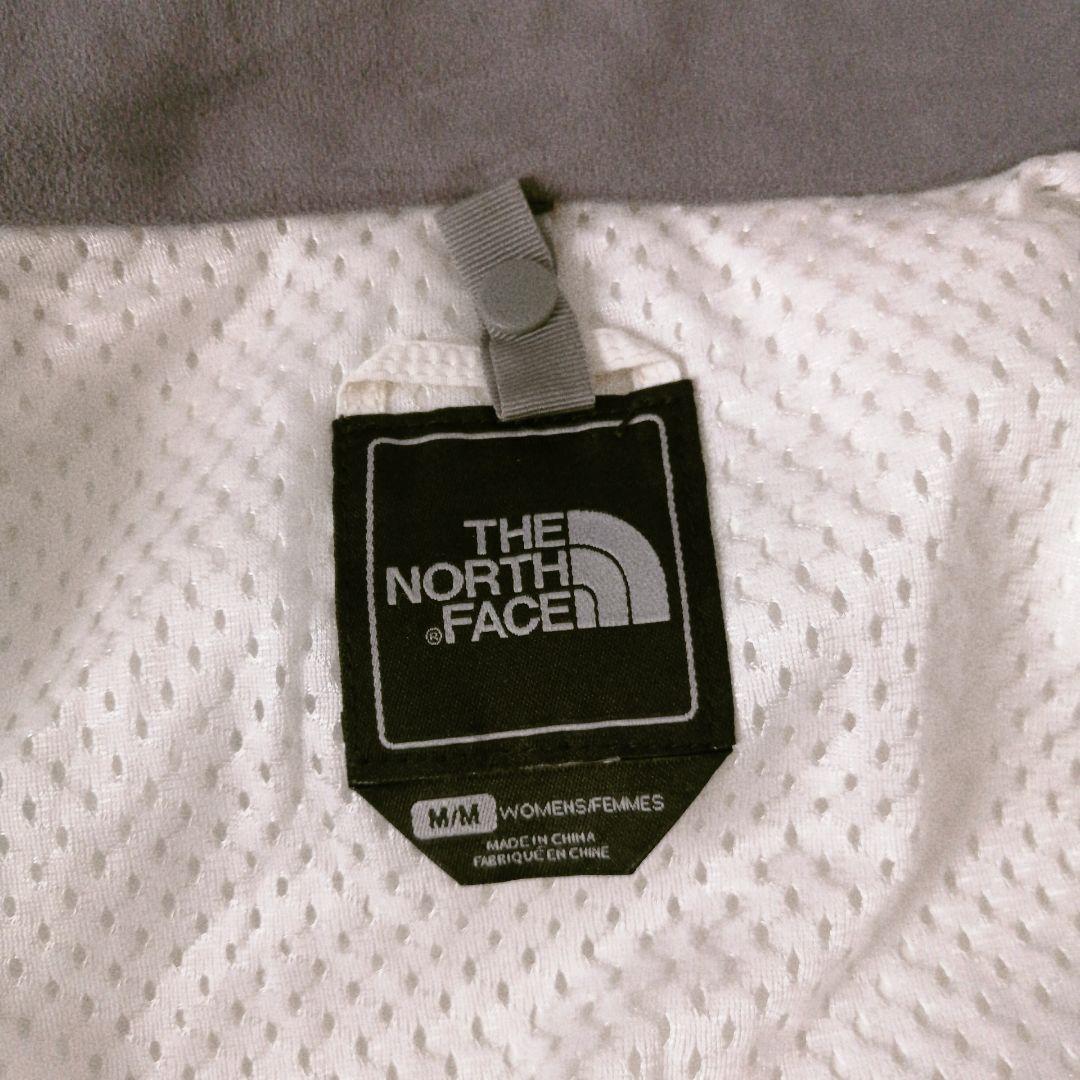 THE
NORTH
® FACE
M/M WOMENS/FEMMES
MADE IN CHINA
FABRIQUÉ EN CHINE